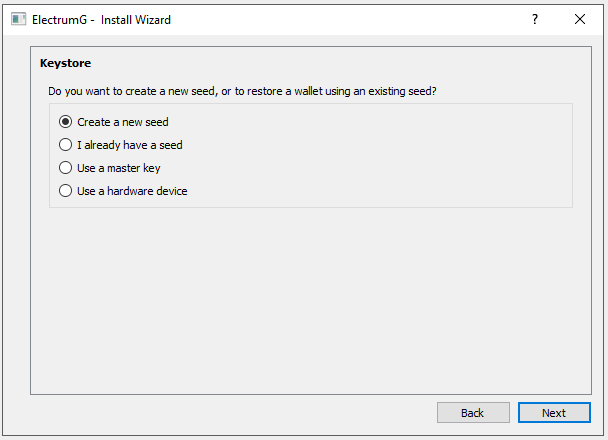 ElectrumG - Install Wizard
?
Keystore
Do you want to create a new seed, or to restore a wallet using an existing seed?
Create a new seed
I already have a seed
Use a master key
Use a hardware device
Back
Next